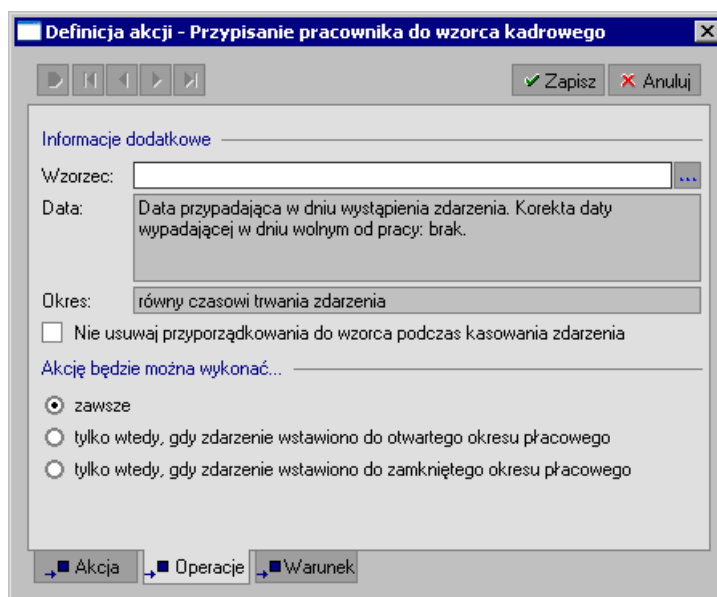 Definicja akcji - Przypisanie pracownika do wzorca kadrowego
Zapisz
Anuluj
Informacje dodatkowe
Wzorzec:
...
Data:
Data przypadająca w dniu wystąpienia zdarzenia. Korekta daty
wypadającej w dniu wolnym od pracy: brak.
Okres:
równy czasowi trwania zdarzenia
Nie usuwaj przyporządkowania do wzorca podczas kasowania zdarzenia
Akcję będzie można wykonać...
zawsze
tylko wtedy, gdy zdarzenie wstawiono do otwartego okresu płacowego
tylko wtedy, gdy zdarzenie wstawiono do zamkniętego okresu płacowego
Akcja
Operacje
Warunek